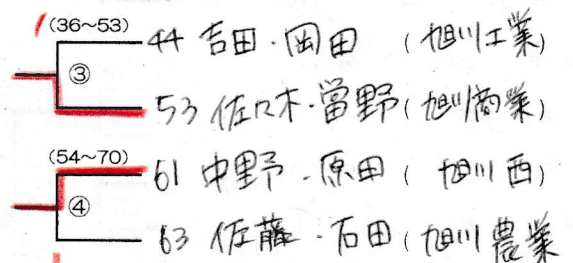 (36~53)
44 吉田・岡田 (旭川工業)
③
53 佐々木・當野 (旭川商業)
(54~70)
61 中野・原田 (旭川西)
④
63 佐藤・石田 (旭川農業